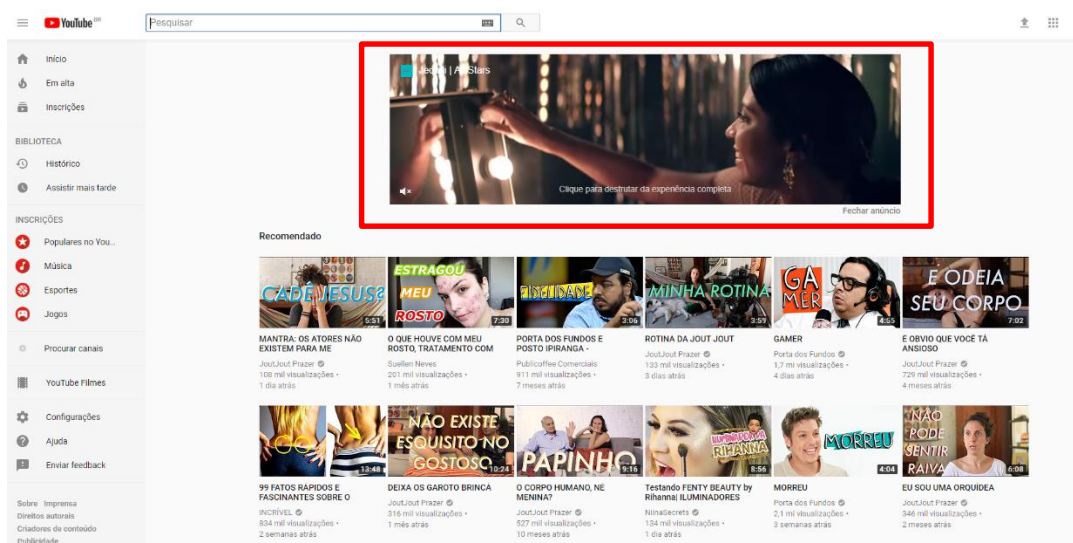 YouTube BR
Pesquisar
Início
Em alta
Inscrições
BIBLIOTECA
Histórico
Assistir mais tarde
INSCRIÇÕES
Populares no You...
Música
Esportes
Jogos
Procurar canais
YouTube Filmes
Configurações
Ajuda
Enviar feedback
Sobre Imprensa
Direitos autorais
Criadores de conteúdo
Publicidade
Stars
Clique para desfrutar da experiência completa
Fechar anúncio
Recomendado
CADÊ JESUS?
5:51
ESTRAGOU
MEU
ROSTO
7:30
3:06
MINHA ROTINA
3:59
GA
MER
4:55
E ODEIA
SEU CORPO
7:02
MANTRA: OS ATORES NÃO
EXISTEM PARA ME
JoutJout Prazer
108 mil visualizações •
1 dia atrás
O QUE HOUVE COM MEU
ROSTO, TRATAMENTO COM
Suellen Neves
201 mil visualizações •
1 mês atrás
PORTA DOS FUNDOS E
POSTO IPIRANGA -
Publicoffee Comerciais
911 mil visualizações •
7 meses atrás
ROTINA DA JOUT JOUT
JoutJout Prazer
133 mil visualizações •
3 dias atrás
GAMER
Porta dos Fundos
1,7 mi visualizações •
4 dias atrás
É OBVIO QUE VOCÊ TÁ
ANSIOSO
JoutJout Prazer
729 mil visualizações •
4 meses atrás
13:48
NÃO EXISTE
ESQUISITO NO
GOSTOSO
10:24
PAPINHO
9:16
ILUMINADOR DA
RIHANNA
8:56
MORREU
4:04
NÃO
PODE
SENTIR
RAIVA
6:08
99 FATOS RÁPIDOS E
FASCINANTES SOBRE O
INCRÍVEL
834 mil visualizações •
2 semanas atrás
DEIXA OS GAROTO BRINCA
JoutJout Prazer
316 mil visualizações •
1 mês atrás
O CORPO HUMANO, NÉ
MENINA?
JoutJout Prazer
527 mil visualizações •
10 meses atrás
Testando FENTY BEAUTY by
Rihanna| ILUMINADORES
NiinaSecrets
134 mil visualizações •
1 dia atrás
MORREU
Porta dos Fundos
2,1 mi visualizações •
3 semanas atrás
EU SOU UMA ORQUÍDEA
JoutJout Prazer
346 mil visualizações •
2 meses atrás